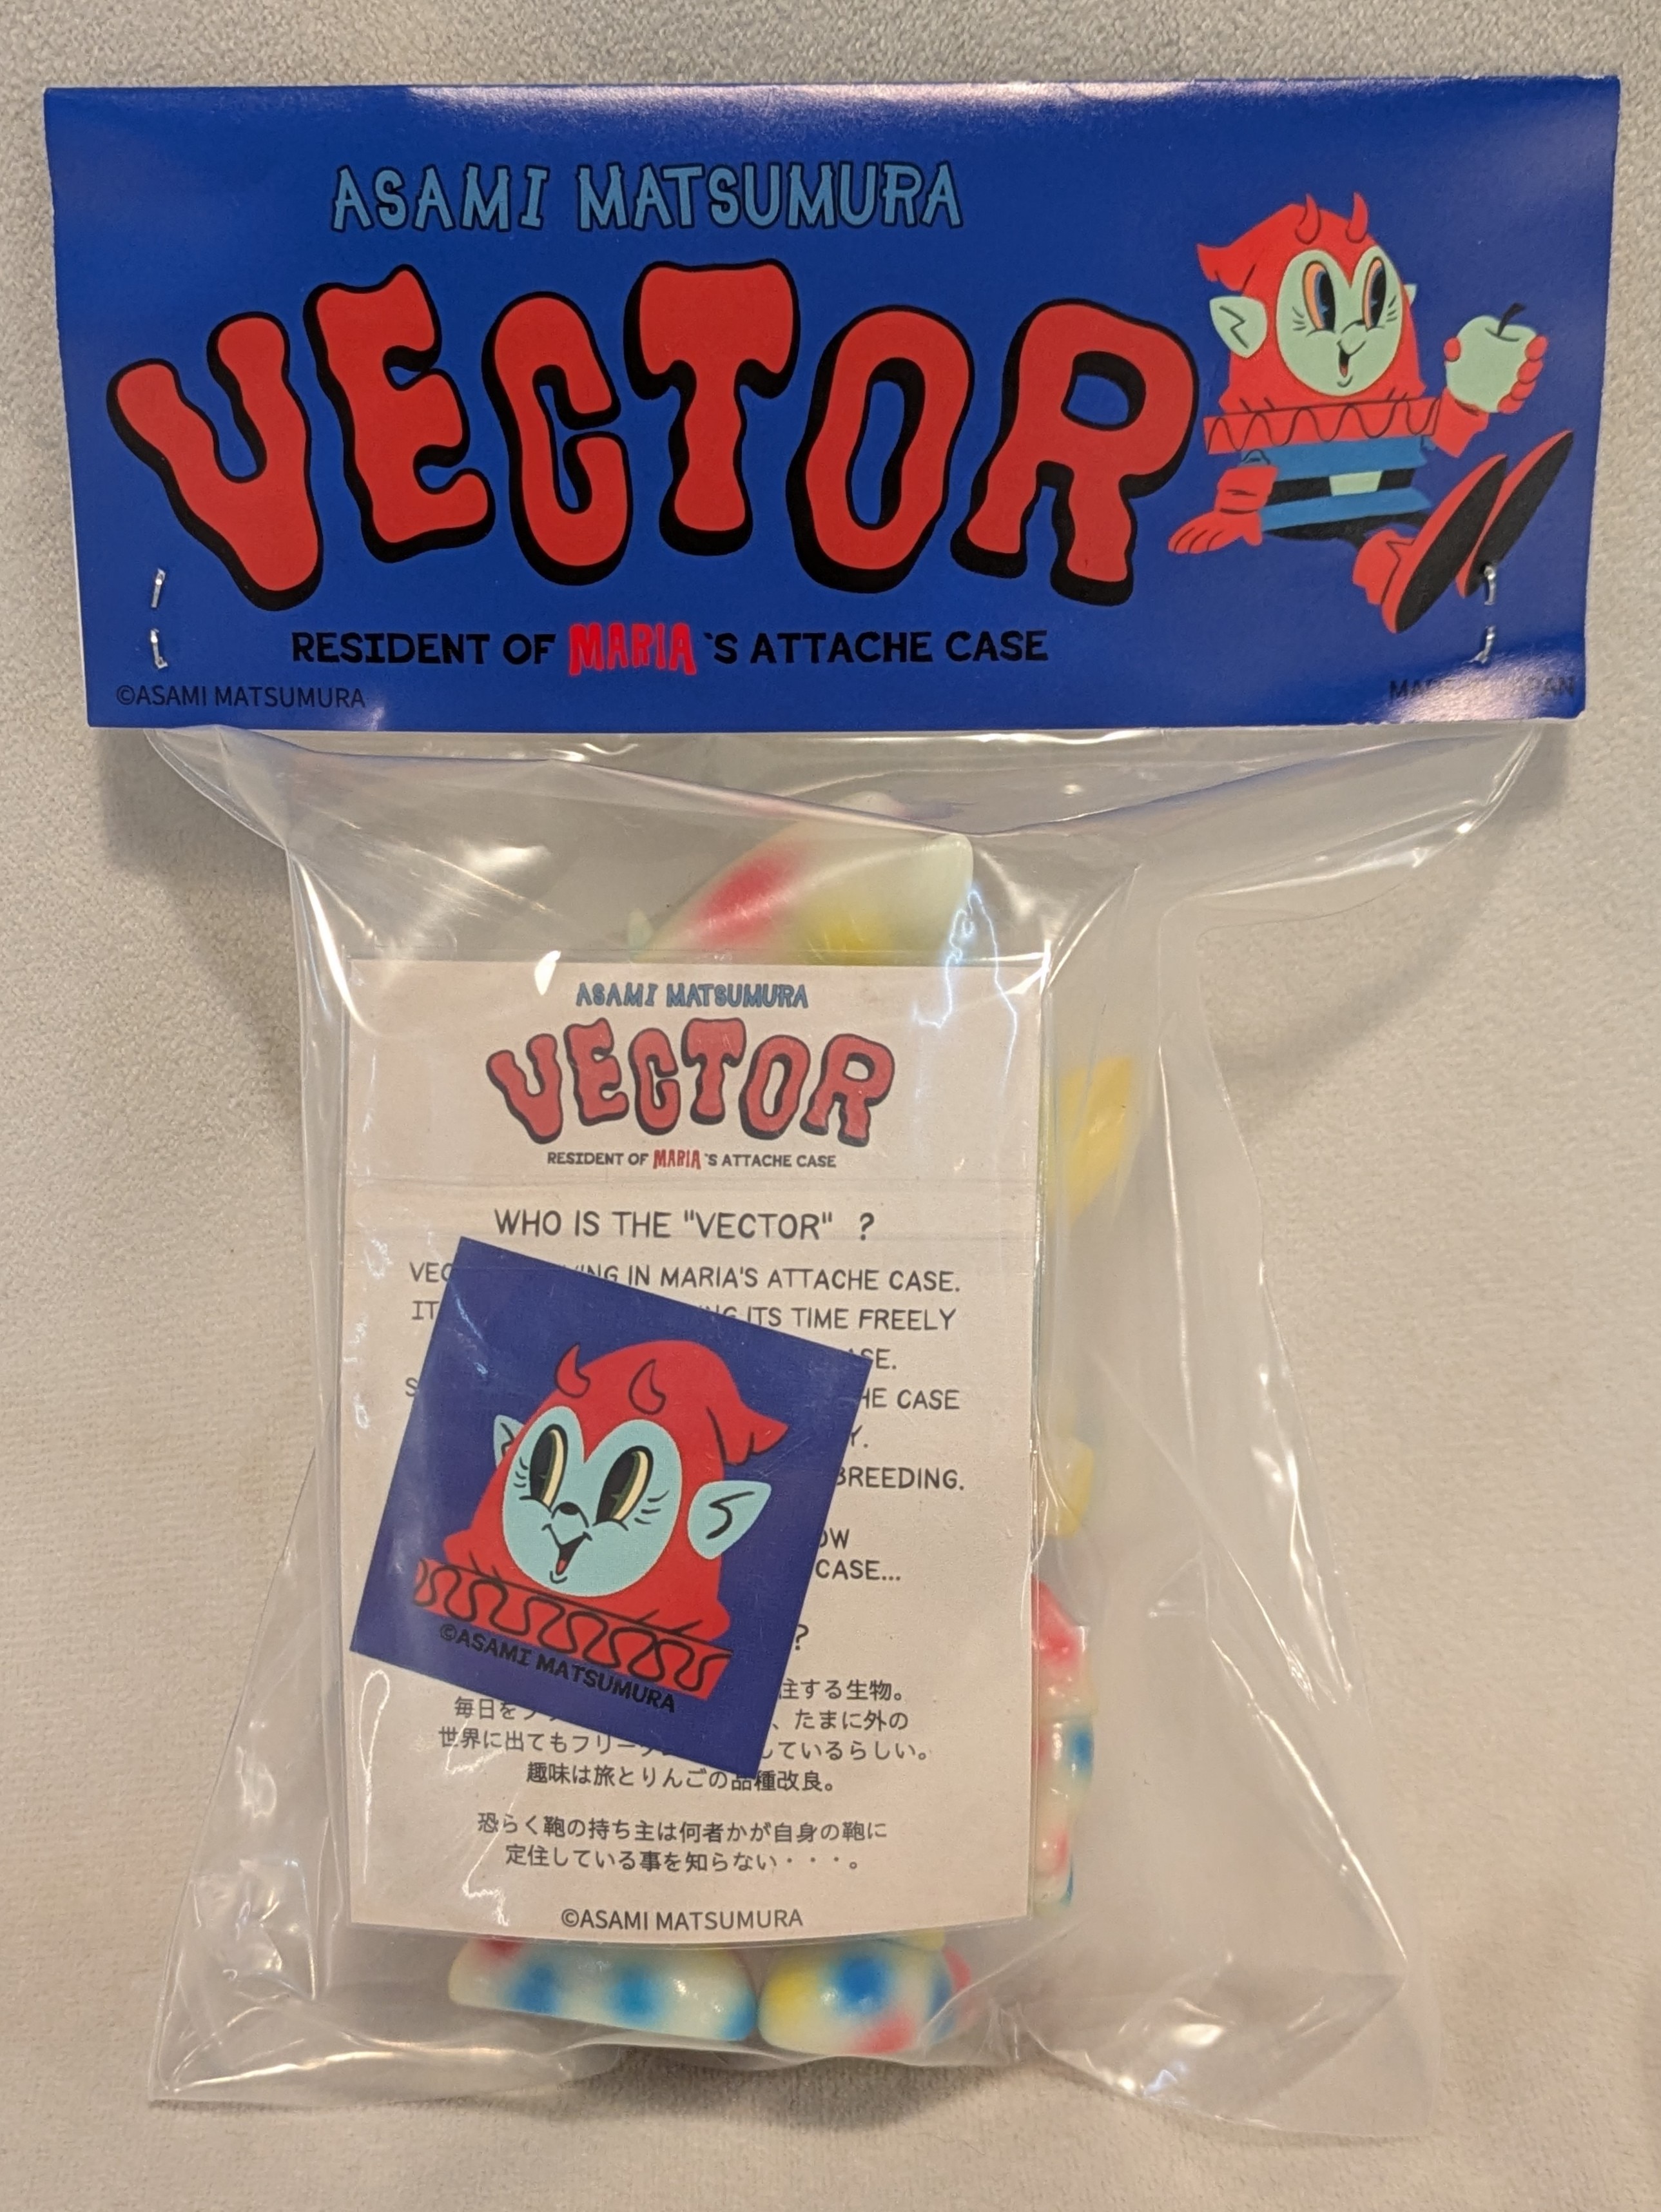 ASAMI MATSUMURA
VECTOR
RESIDENT OF MARIA`S ATTACHE CASE
©ASAMI MATSUMURA
JAPAN
ASAMI MATSUMURA
VECTOR
RESIDENT OF MARIA`S ATTACHE CASE
WHO IS THE "VECTOR" ?
IN MARIA'S ATTACHE CASE.
IT ITS TIME FREELY
HE CASE
BREEDING.
CASE...
?
住する生物。
毎日を 、たまに外の
世界に出てもフリー しているらしい。
趣味は旅とりんごの品種改良。
恐らく鞄の持ち主は何者かが自身の鞄に
定住している事を知らない・・・。
©ASAMI MATSUMURA
©ASAMI MATSUMURA